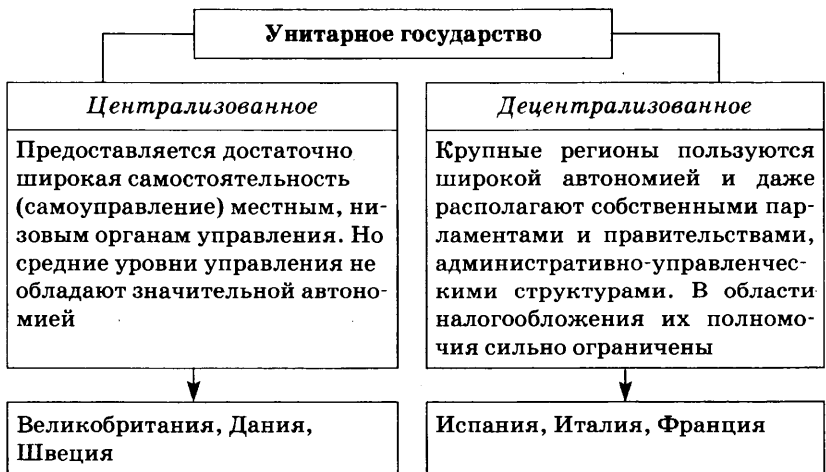 Унитарное государство
Централизованное
Предоставляется достаточно
широкая самостоятельность
(самоуправление) местным, ни-
зовым органам управления. Но
средние уровни управления не
обладают значительной автоно-
мией
Великобритания, Дания,
Швеция
Децентрализованное
Крупные регионы пользуются
широкой автономией и даже
располагают собственными пар-
ламентами и правительствами,
административно-управленчес-
кими структурами. В области
налогообложения их полномо-
чия сильно ограничены
Испания, Италия, Франция